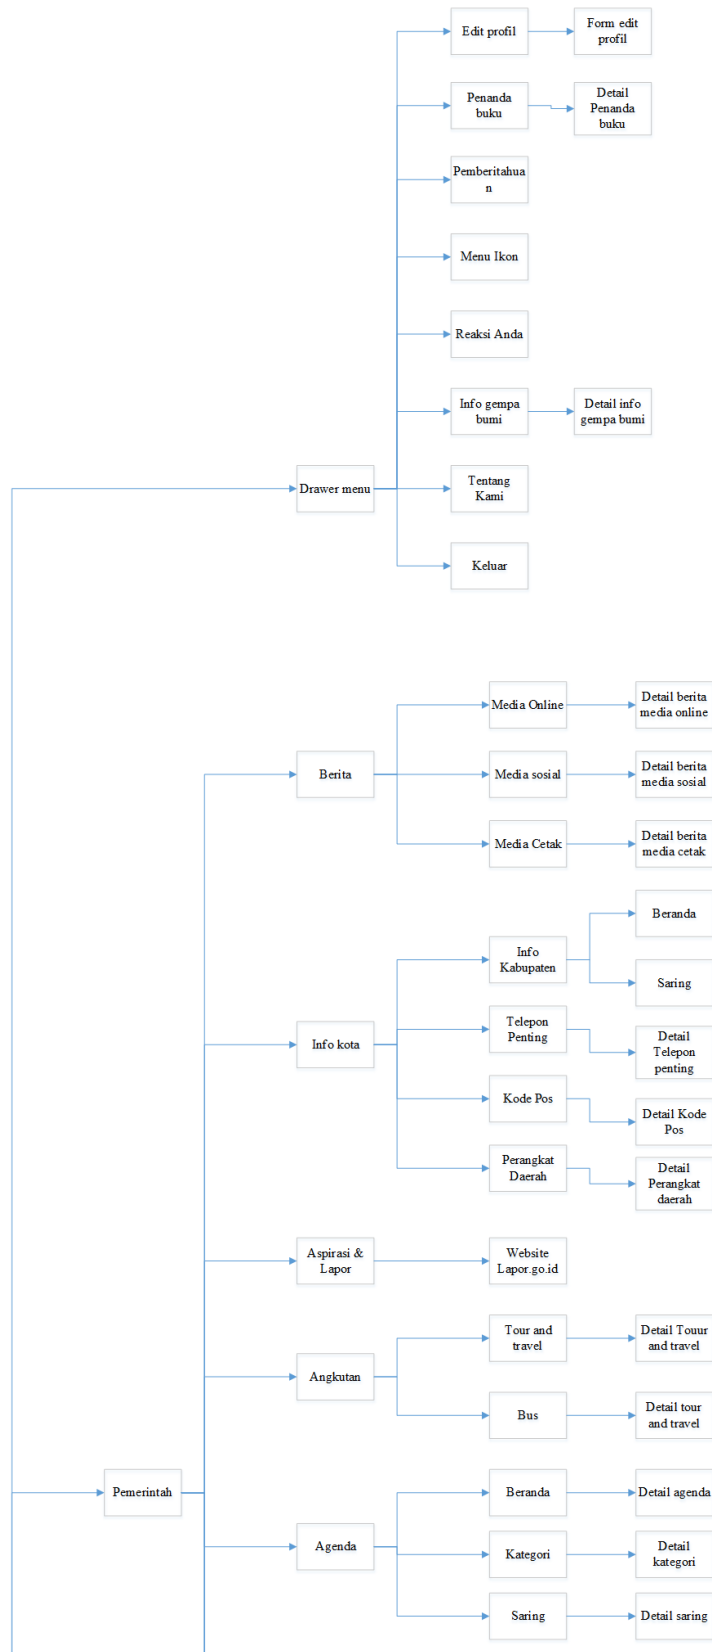 Edit profil
Form edit
profil
Penanda
buku
Detail
Penanda
buku
Pemberitahua
n
Menu Ikon
Reaksi Anda
Info gempa
bumi
Detail info
gempa bumi
Drawer menu
Tentang
Kami
Keluar
Berita
Media Online
Detail berita
media online
Media sosial
Detail berita
media sosial
Media Cetak
Detail berita
media cetak
Info kota
Info
Kabupaten
Beranda
Saring
Telepon
Penting
Detail
Telepon
penting
Kode Pos
Detail Kode
Pos
Perangkat
Daerah
Detail
Perangkat
daerah
Aspirasi &
Lapor
Website
Lapor.go.id
Angkutan
Tour and
travel
Detail Touur
and travel
Bus
Detail tour
and travel
Pemerintah
Agenda
Beranda
Detail agenda
Kategori
Detail
kategori
Saring
Detail saring